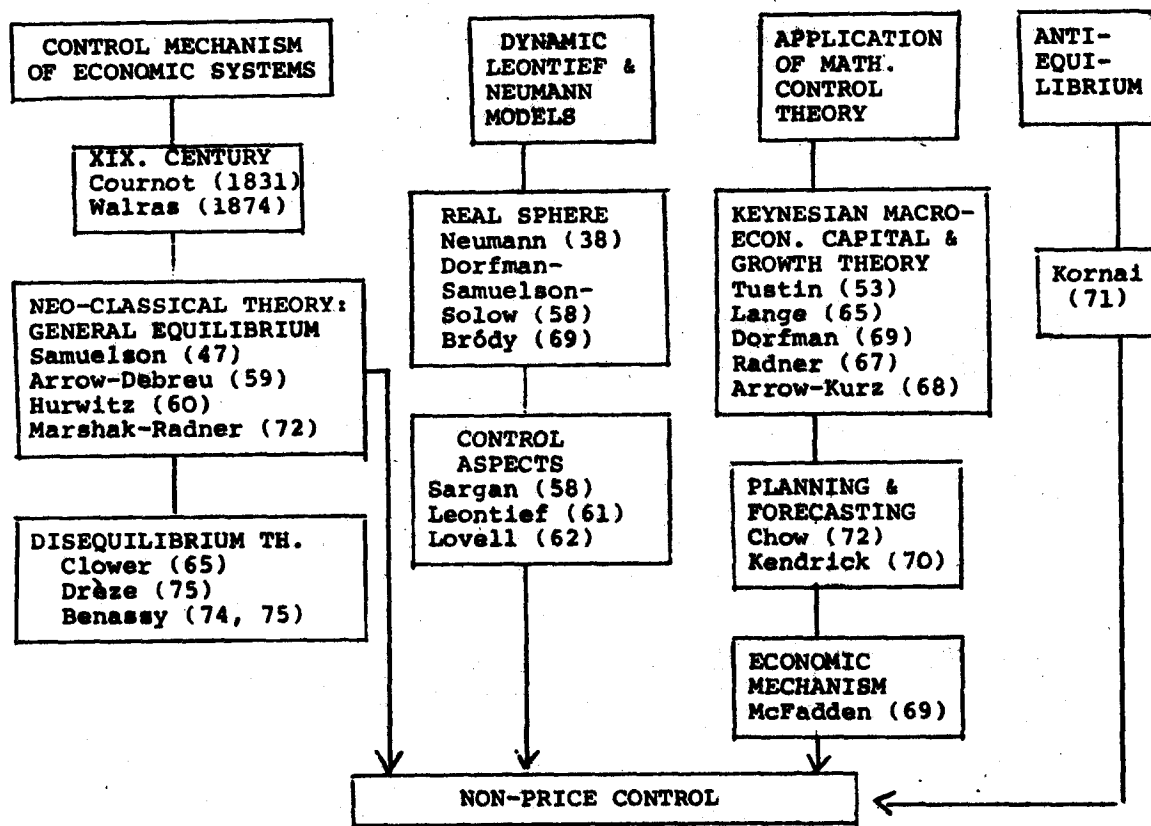 CONTROL MECHANISM
OF ECONOMIC SYSTEMS
XIX. CENTURY
Cournot (1831)
Walras (1874)
NEO-CLASSICAL THEORY:
GENERAL EQUILIBRIUM
Samuelson (47)
Arrow-Debreu (59)
Hurwitz (60)
Marshak-Radner (72)
DISEQUILIBRIUM TH.
Clower (65)
Drèze (75)
Benassy (74, 75)
DYNAMIC
LEONTIEF &
NEUMANN
MODELS
REAL SPHERE
Neumann (38)
Dorfman-
Samuelson-
Solow (58)
Bródy (69)
CONTROL
ASPECTS
Sargan (58)
Leontief (61)
Lovell (62)
APPLICATION
OF MATH.
CONTROL
THEORY
KEYNESIAN MACRO-
ECON. CAPITAL &
GROWTH THEORY
Tustin (53)
Lange (65)
Dorfman (69)
Radner (67)
Arrow-Kurz (68)
PLANNING &
FORECASTING
Chow (72)
Kendrick (70)
ECONOMIC
MECHANISM
McFadden (69)
ANTI-
EQUI-
LIBRIUM
Kornai
(71)
NON-PRICE CONTROL